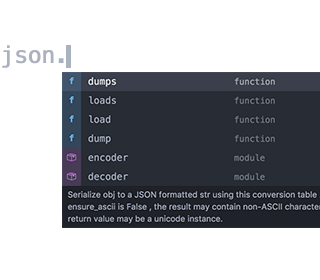 json.
f dumps function
f loads function
f load function
f dump function
encoder module
decoder module
Serialize obj to a JSON formatted str using this conversion table
ensure_ascii is False , the result may contain non-ASCII character
return value may be a unicode instance.